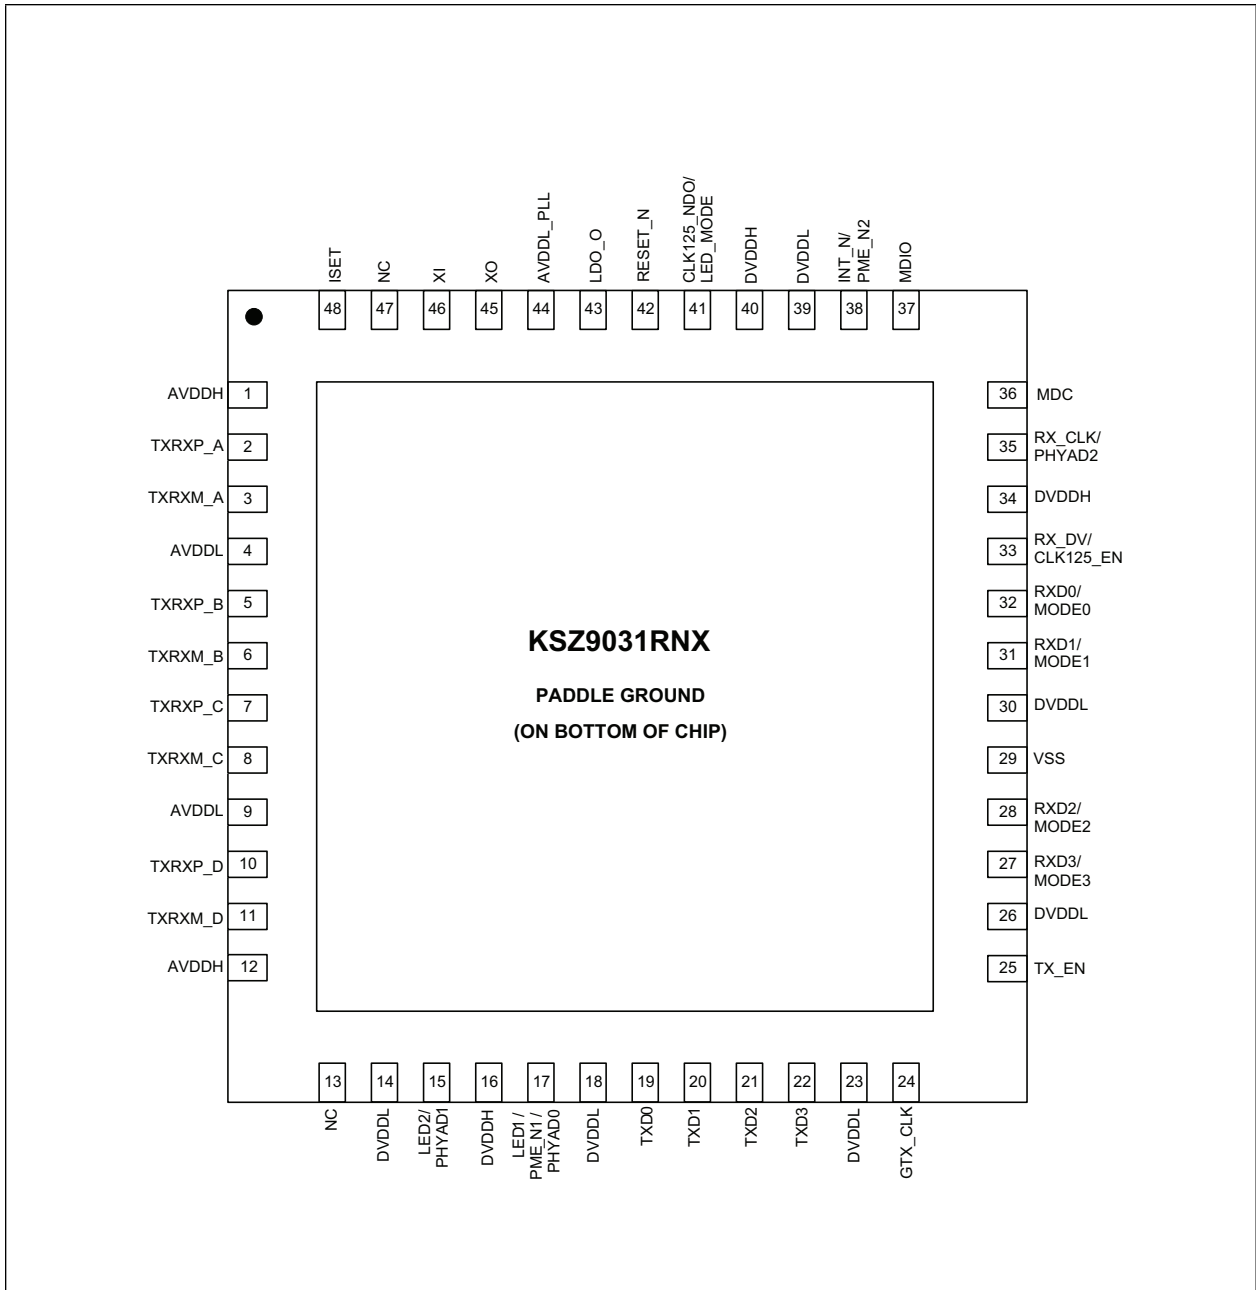 ISET
NC
XI
XO
AVDDL_PLL
LDO_O
RESET_N
CLK125_NDO/
LED_MODE
DVDDH
DVDDL
INT_N/
PME_N2
MDIO
48 47 46 45 44 43 42 41 40 39 38 37
AVDDH 1
TXRXP_A 2
TXRXM_A 3
AVDDL 4
TXRXP_B 5
TXRXM_B 6
TXRXP_C 7
TXRXM_C 8
AVDDL 9
TXRXP_D 10
TXRXM_D 11
AVDDH 12
KSZ9031RNX
PADDLE GROUND
(ON BOTTOM OF CHIP)
36 MDC
35 RX_CLK/
PHYAD2
34 DVDDH
33 RX_DV/
CLK125_EN
32 RXD0/
MODE0
31 RXD1/
MODE1
30 DVDDL
29 VSS
28 RXD2/
MODE2
27 RXD3/
MODE3
26 DVDDL
25 TX_EN
13 14 15 16 17 18 19 20 21 22 23 24
NC
DVDDL
LED2/
PHYAD1
DVDDH
LED1 /
PME_N1 /
PHYAD0
DVDDL
TXD0
TXD1
TXD2
TXD3
DVDDL
GTX_CLK